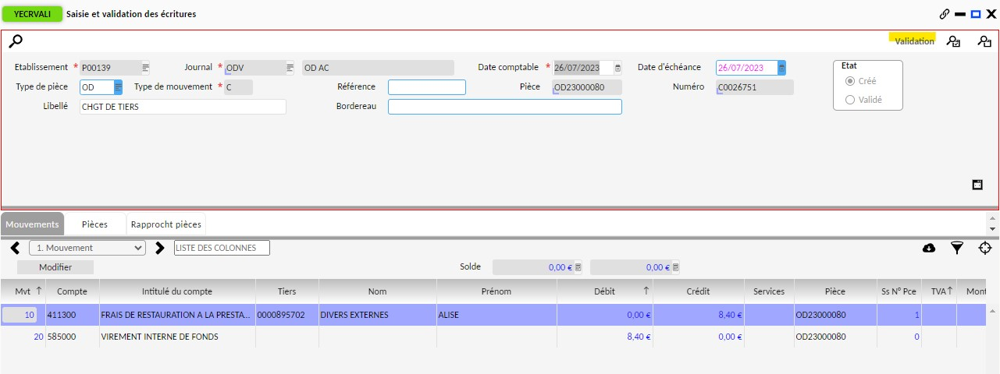 YECRVALI Saisie et validation des écritures
Validation
Etablissement * P00139 Journal * ODV OD AC Date comptable * 26/07/2023 Date d'échéance 26/07/2023 Etat
Créé
Type de pièce OD Type de mouvement * C Référence Pièce OD23000080 Numéro C0026751
Validé
Libellé CHGT DE TIERS Bordereau
Mouvements Pièces Rapprocht pièces
1. Mouvement LISTE DES COLONNES
Modifier Solde 0,00 € 0,00 €
Mvt Compte Intitulé du compte Tiers Nom Prénom Débit Crédit Services Pièce Ss N° Pce TVA Mont
10 411300 FRAIS DE RESTAURATION A LA PRESTA... 0000895702 DIVERS EXTERNES ALISE 0,00 € 8,40 € OD23000080 1
20 585000 VIREMENT INTERNE DE FONDS 8,40 € 0,00 € OD23000080 0